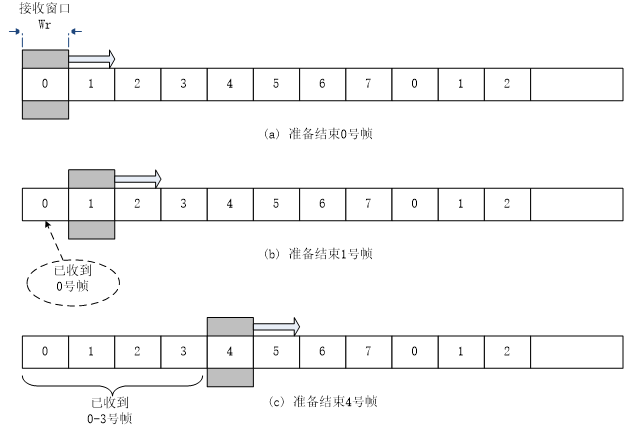 接收窗口
Wr
0 1 2 3 4 5 6 7 0 1 2
(a) 准备结束0号帧
0 1 2 3 4 5 6 7 0 1 2
已收到
0号帧
(b) 准备结束1号帧
0 1 2 3 4 5 6 7 0 1 2
已收到
0-3号帧
(c) 准备结束4号帧